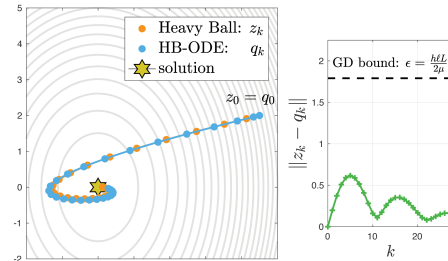 Heavy Ball: z_k
HB-ODE: q_k
solution
z_0 = q_0
5
4
3
2
1
0
-1
-2
GD bound: ϵ = hℓL/2μ
‖z_k − q_k‖
2
1.5
1
0.5
0
0
10
20
k